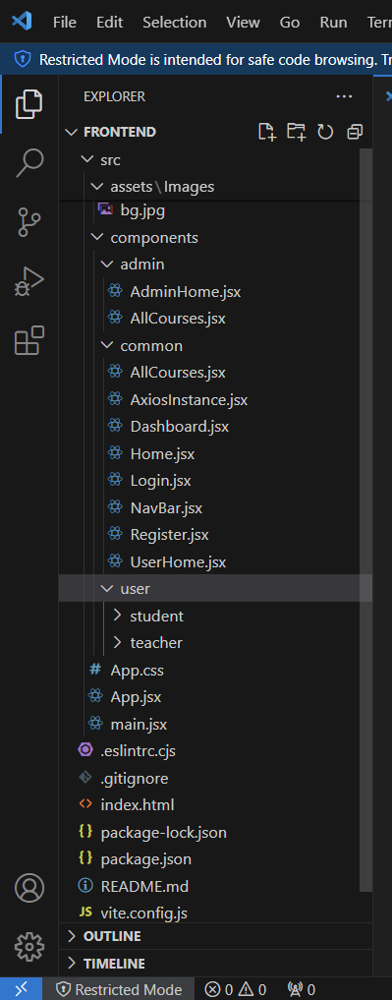 File Edit Selection View Go Run Ter
Restricted Mode is intended for safe code browsing. Tr
EXPLORER
FRONTEND
src
assets\Images
bg.jpg
components
admin
AdminHome.jsx
AllCourses.jsx
common
AllCourses.jsx
AxiosInstance.jsx
Dashboard.jsx
Home.jsx
Login.jsx
NavBar.jsx
Register.jsx
UserHome.jsx
user
student
teacher
# App.css
App.jsx
main.jsx
.eslintrc.cjs
.gitignore
<> index.html
{ } package-lock.json
{ } package.json
README.md
JS vite.config.js
OUTLINE
TIMELINE
Restricted Mode 0 0 0